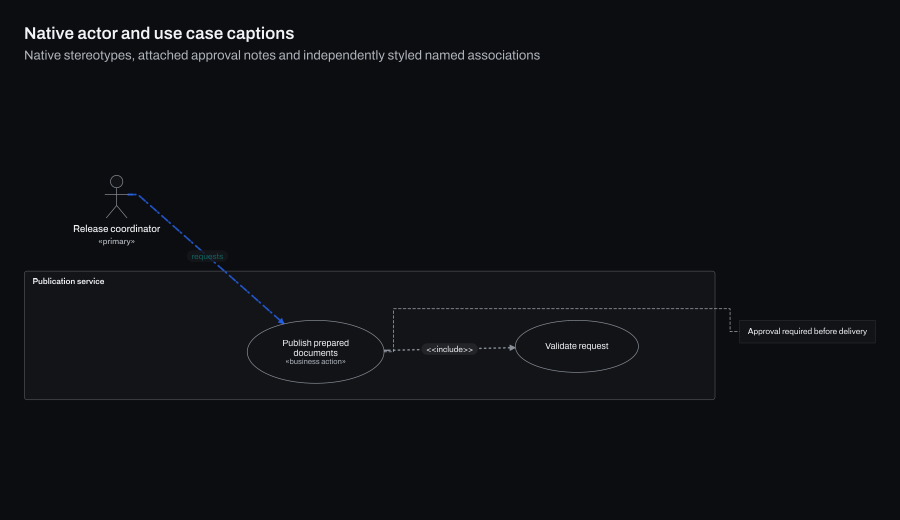 Native actor and use case captions
Native stereotypes, attached approval notes and independently styled named associations
Release coordinator
«primary»
requests
Publication service
Publish prepared
documents
«business action»
<<include>>
Validate request
Approval required before delivery